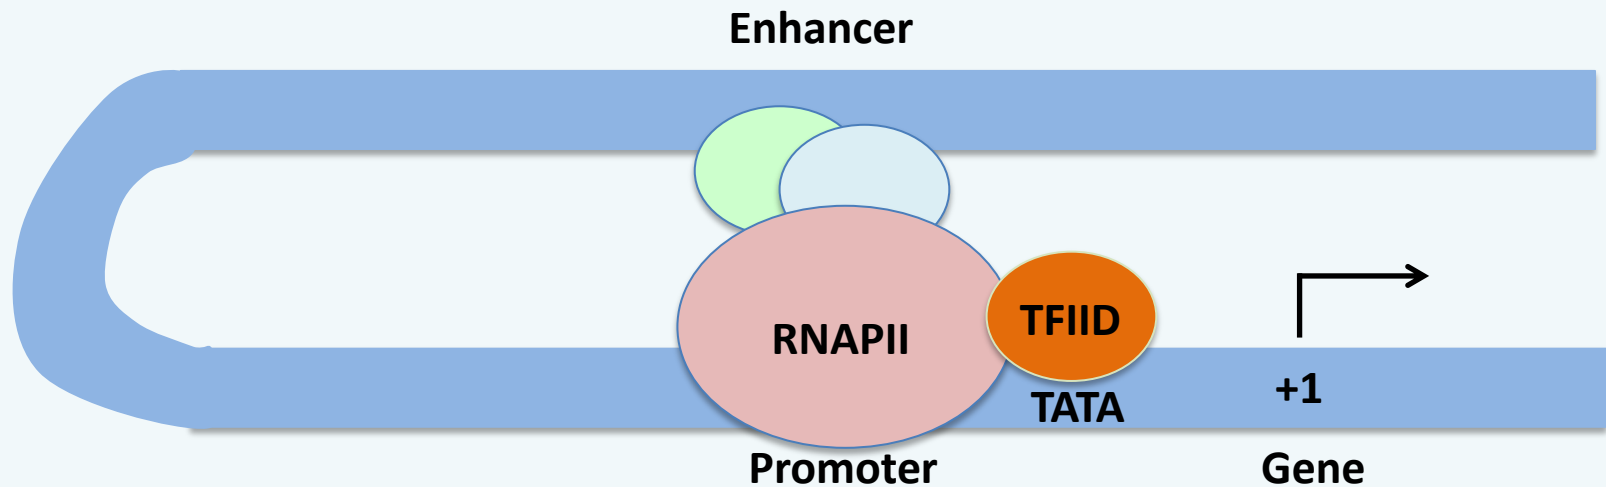 Enhancer
RNAPII
TFIID
TATA
+1
Promoter
Gene